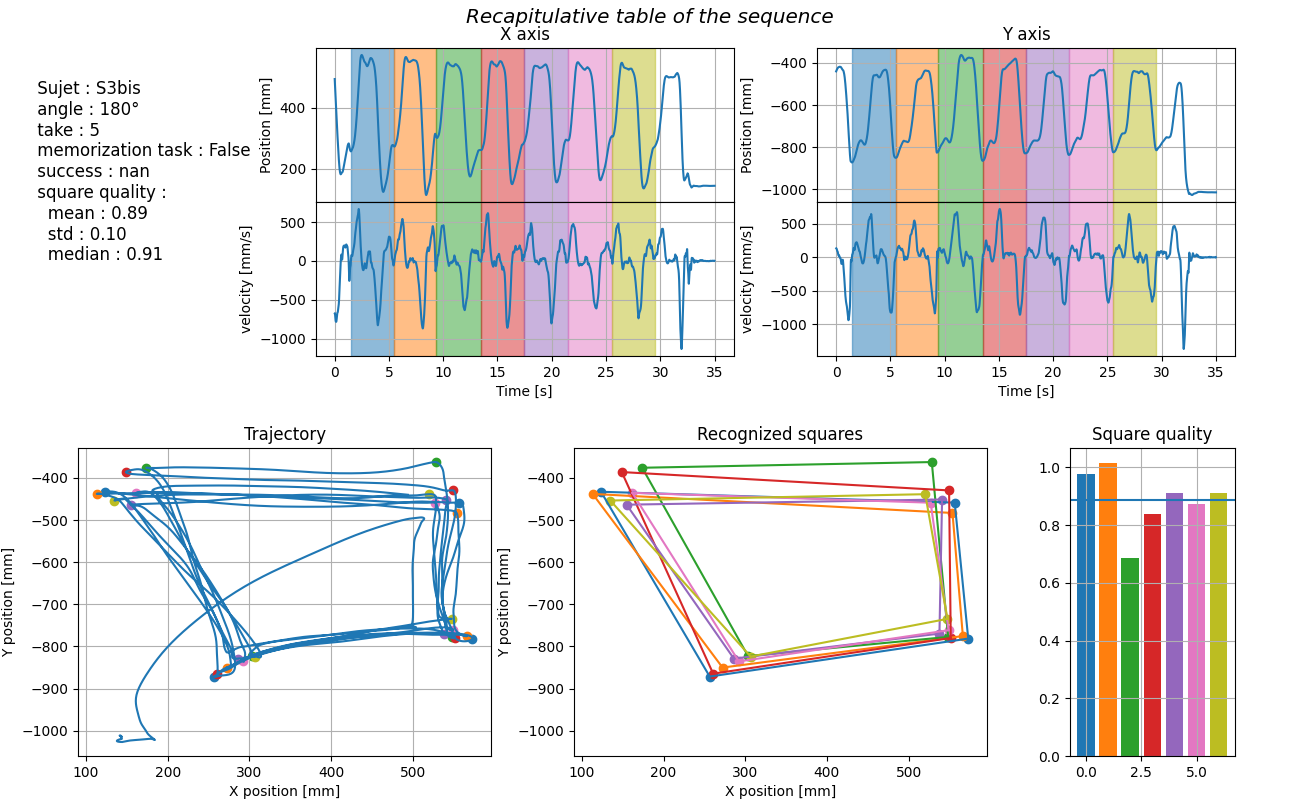 Recapitulative table of the sequence
X axis
Y axis
Sujet : S3bis
angle : 180°
take : 5
memorization task : False
success : nan
square quality :
mean : 0.89
std : 0.10
median : 0.91
Position [mm]
400
200
velocity [mm/s]
500
0
−500
−1000
0 5 10 15 20 25 30 35
Time [s]
Position [mm]
−400
−600
−800
−1000
velocity [mm/s]
500
0
−500
−1000
0 5 10 15 20 25 30 35
Time [s]
Trajectory
Y position [mm]
−400
−500
−600
−700
−800
−900
−1000
100 200 300 400 500
X position [mm]
Recognized squares
Y position [mm]
−400
−500
−600
−700
−800
−900
−1000
100 200 300 400 500
X position [mm]
Square quality
1.0
0.8
0.6
0.4
0.2
0.0
0.0 2.5 5.0